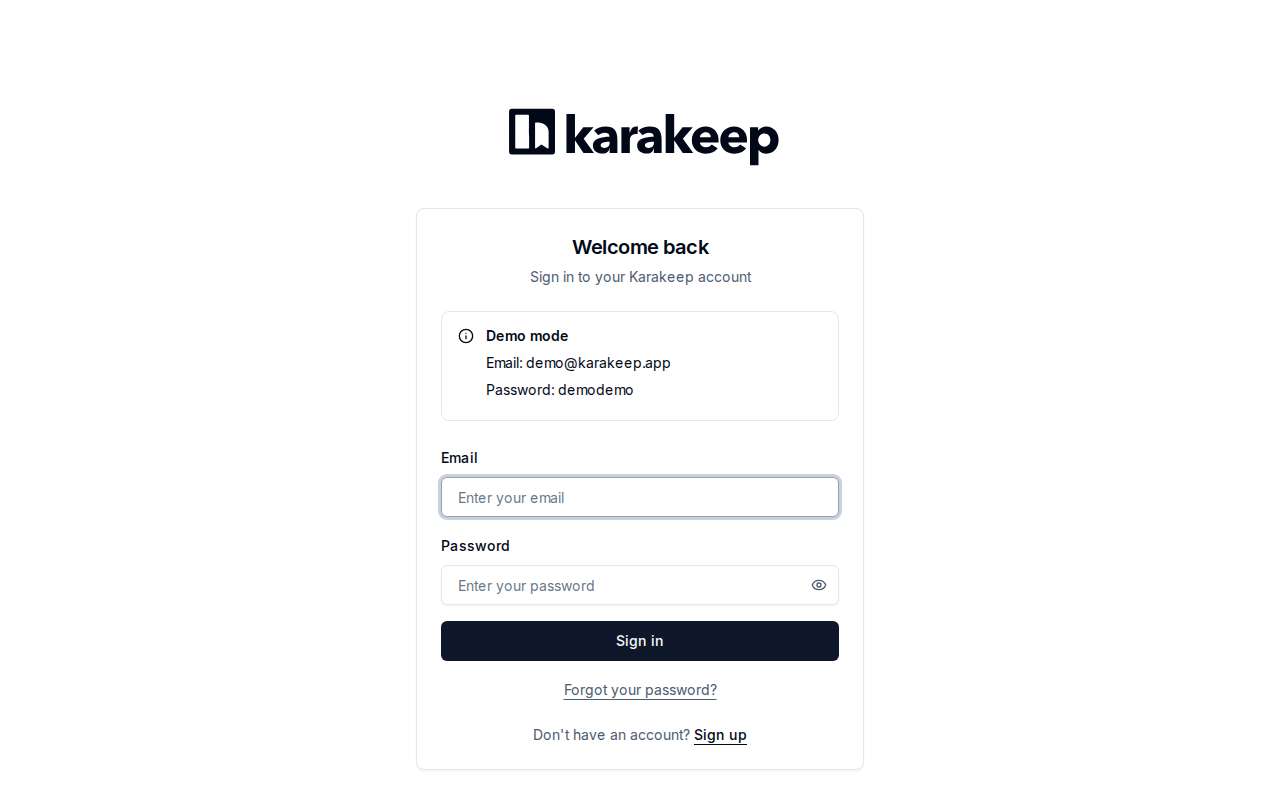 karakeep
Welcome back
Sign in to your Karakeep account
Demo mode
Email: demo@karakeep.app
Password: demodemo
Email
Enter your email
Password
Enter your password
Sign in
Forgot your password?
Don't have an account? Sign up